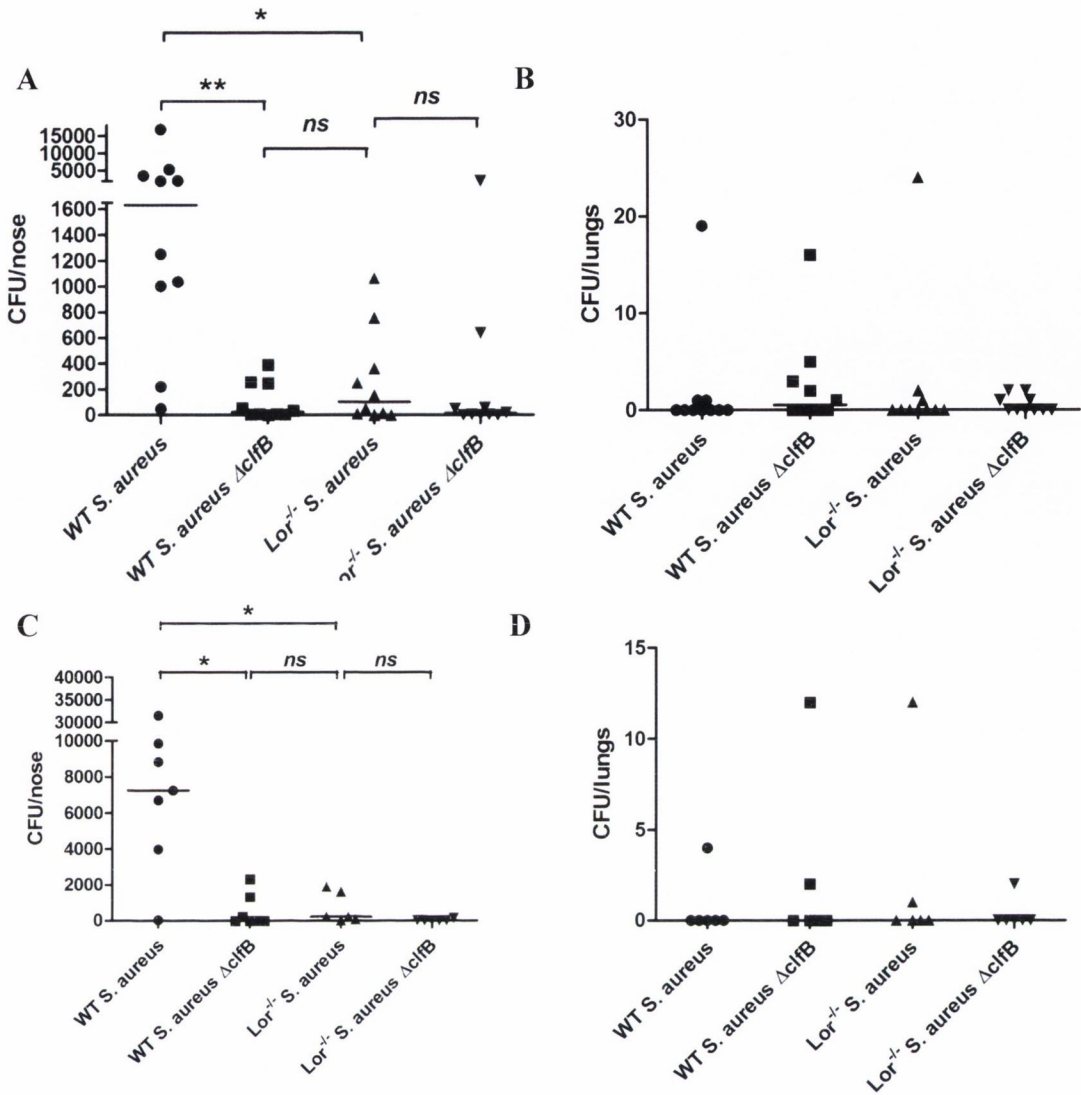 A
*
**
ns
ns
CFU/nose
15000
10000
5000
1600
1400
1200
1000
800
600
400
200
0
WT S. aureus
WT S. aureus ΔclfB
Lor-/- S. aureus
or-/- S. aureus ΔclfB
B
CFU/lungs
30
20
10
0
WT S. aureus
WT S. aureus ΔclfB
Lor-/- S. aureus
Lor-/- S. aureus ΔclfB
C
*
* ns ns
CFU/nose
40000
35000
30000
10000
8000
6000
4000
2000
0
WT S. aureus
WT S. aureus ΔclfB
Lor-/- S. aureus
Lor-/- S. aureus ΔclfB
D
CFU/lungs
15
10
5
0
WT S. aureus
WT S. aureus ΔclfB
Lor-/- S. aureus
Lor-/- S. aureus ΔclfB